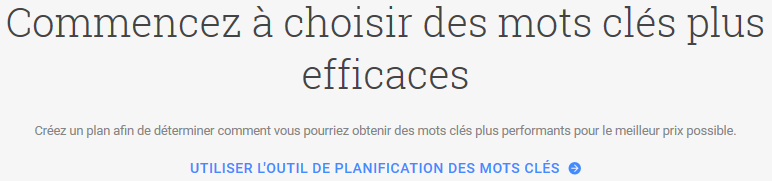 Commencez à choisir des mots clés plus
efficaces
Créez un plan afin de déterminer comment vous pourriez obtenir des mots clés plus performants pour le meilleur prix possible.
UTILISER L'OUTIL DE PLANIFICATION DES MOTS CLÉS